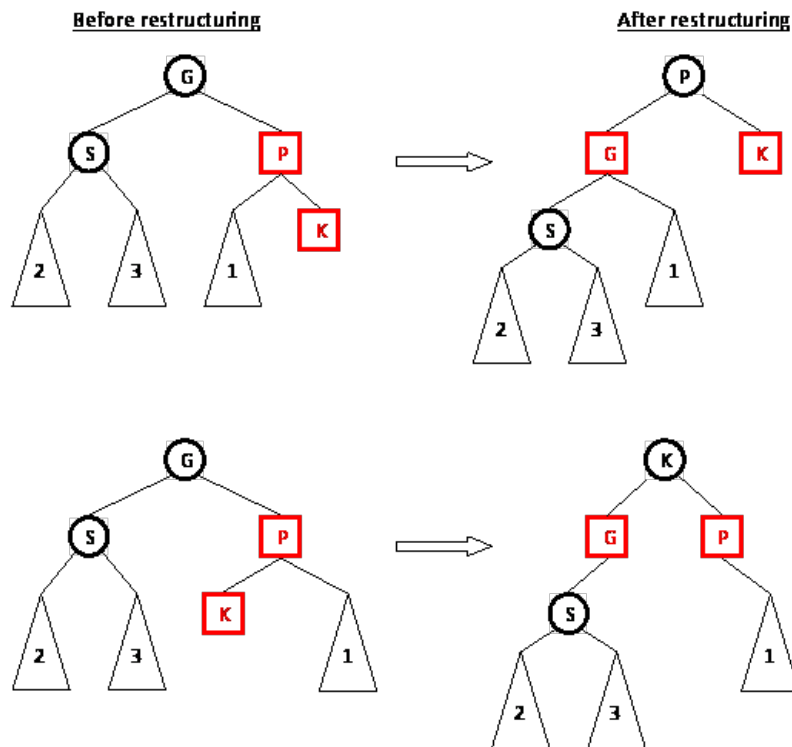 Before restructuring After restructuring
G P
S P G K
K S
2 3 1 1
2 3
G K
S P G P
K S
2 3 1 1
2 3